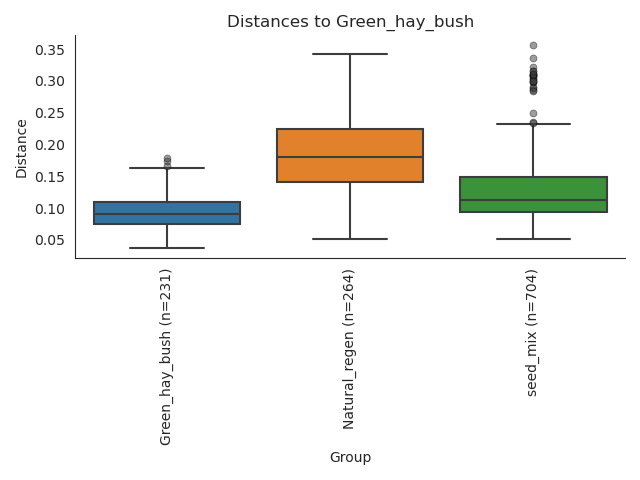 Distances to Green_hay_bush
Distance
0.35
0.30
0.25
0.20
0.15
0.10
0.05
Green_hay_bush (n=231)
Natural_regen (n=264)
seed_mix (n=704)
Group